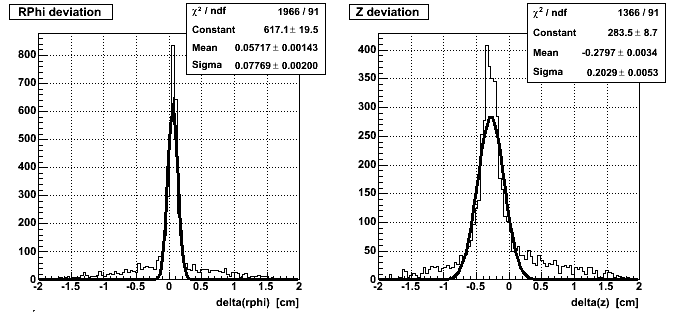 RPhi deviation
χ² / ndf 1966 / 91
Constant 617.1 ± 19.5
Mean 0.05717 ± 0.00143
Sigma 0.07769 ± 0.00200
800
700
600
500
400
300
200
100
0
-2 -1.5 -1 -0.5 0 0.5 1 1.5 2
delta(rphi) [cm]
Z deviation
χ² / ndf 1366 / 91
Constant 283.5 ± 8.7
Mean -0.2797 ± 0.0034
Sigma 0.2029 ± 0.0053
400
350
300
250
200
150
100
50
0
-2 -1.5 -1 -0.5 0 0.5 1 1.5 2
delta(z) [cm]